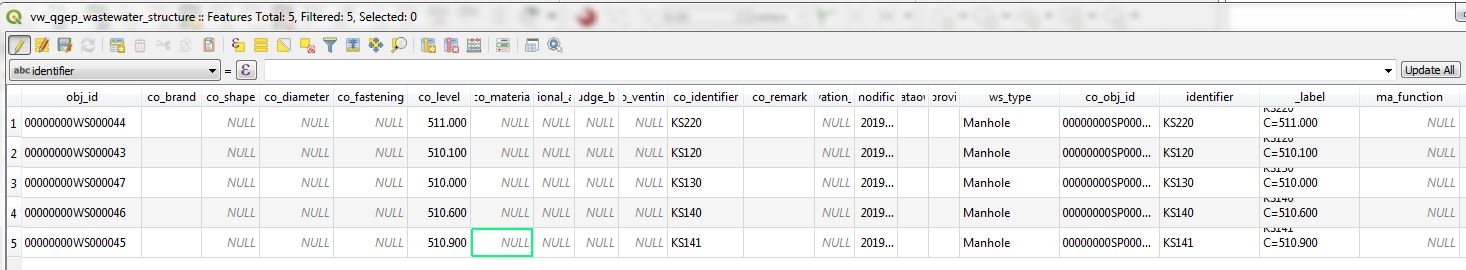 vw_qgep_wastewater_structure :: Features Total: 5, Filtered: 5, Selected: 0
abc identifier = ε Update All
obj_id co_brand co_shape co_diameter co_fastening co_level co_materia ional_a udge_b o_ventin co_identifier co_remark ration_ nodific ataov provi ws_type co_obj_id identifier _label ma_function
1 00000000WS000044 NULL NULL NULL 511.000 NULL NULL NULL NULL KS220 NULL 2019... Manhole 00000000SP000... KS220 KS220 C=511.000 NULL
2 00000000WS000043 NULL NULL NULL 510.100 NULL NULL NULL NULL KS120 NULL 2019... Manhole 00000000SP000... KS120 KS120 C=510.100 NULL
3 00000000WS000047 NULL NULL NULL 510.000 NULL NULL NULL NULL KS130 NULL 2019... Manhole 00000000SP000... KS130 KS130 C=510.000 NULL
4 00000000WS000046 NULL NULL NULL 510.600 NULL NULL NULL NULL KS140 NULL 2019... Manhole 00000000SP000... KS140 KS140 C=510.600 NULL
5 00000000WS000045 NULL NULL NULL 510.900 NULL NULL NULL NULL KS141 NULL 2019... Manhole 00000000SP000... KS141 KS141 C=510.900 NULL